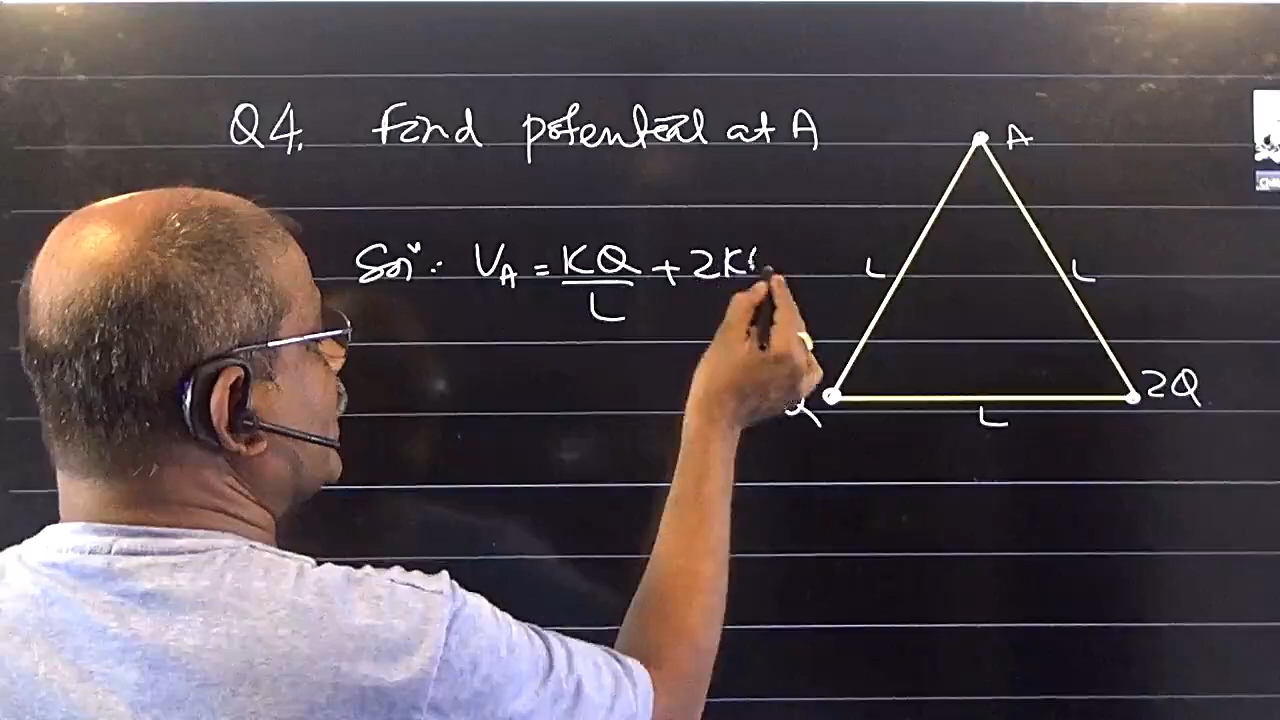 Q4. Find potential at A
A
Sol^n :- V_A = KQ/L + 2K
L
L
2Q
L